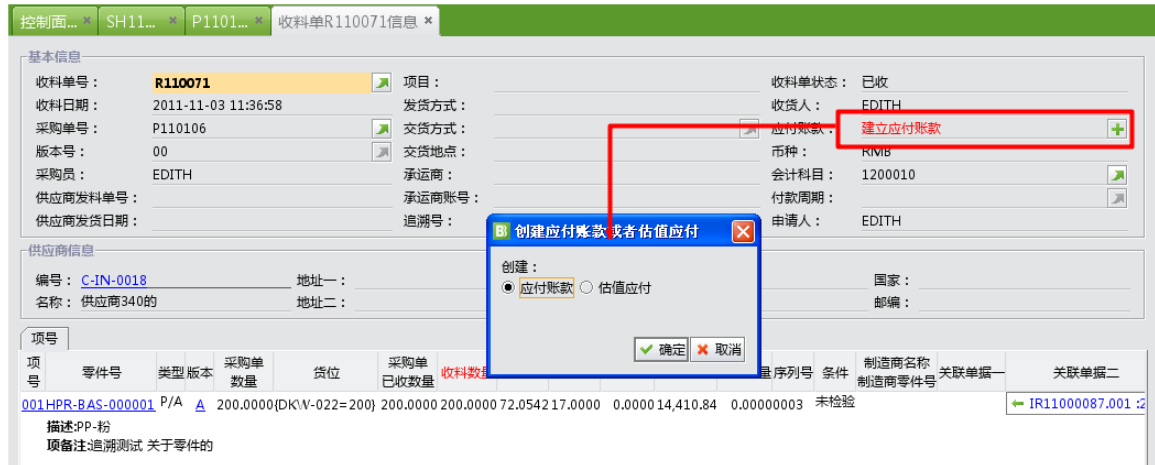 控制面... × SH11... × P1101... × 收料单R110071信息 ×
基本信息
收料单号： R110071 项目： 收料单状态： 已收
收料日期： 2011-11-03 11:36:58 发货方式： 收货人： EDITH
采购单号： P110106 交货方式： 应付账款： 建立应付账款
版本号： 00 交货地点： 币种： RMB
采购员： EDITH 承运商： 会计科目： 1200010
供应商发料单号： 承运商账号： 付款周期：
供应商发货日期： 追溯号： 申请人： EDITH
创建应付账款或者估值应付
创建：
应付账款 估值应付
确定 取消
供应商信息
编号： C-IN-0018 地址一： 国家：
名称： 供应商340的 地址二： 邮编：
项号
项号 零件号 类型 版本 采购单数量 货位 采购单已收数量 收料数量 序列号 条件 制造商名称 制造商零件号 关联单据一 关联单据二
001 HPR-BAS-000001 P/A A 200.0000 {DKW-022=200} 200.0000 200.0000 72.0542 17.0000 0.0000 14,410.84 0.0000 0003 未检验 IR11000087.001 :2
描述:PP-粉
项备注:追溯测试 关于零件的